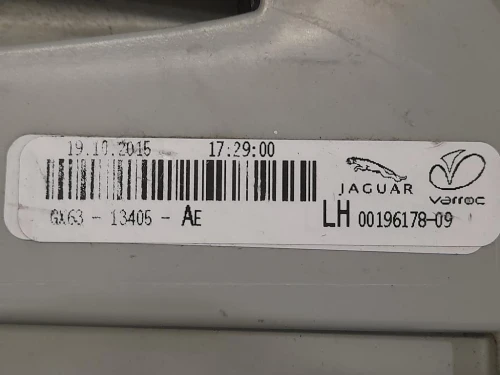 19.10.2015 17:29:00
JAGUAR varroc
GX63 - 13405 - AE LH 00196178-09